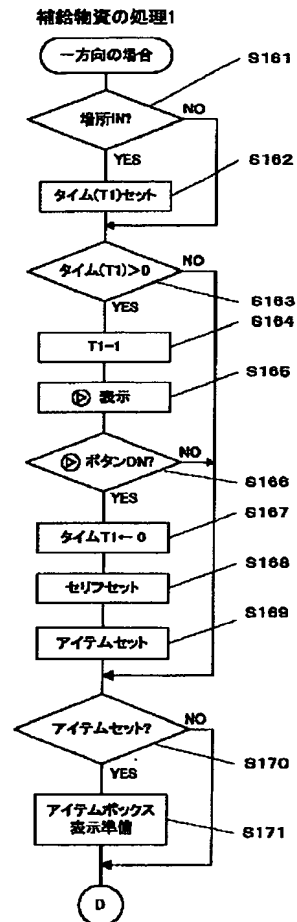 補給物資の処理1
一方向の場合
S161
場所IN?
NO
YES
S162
タイム(T1)セット
タイム(T1)>0
NO
S163
YES
S164
T1-1
S165
▷ 表示
▷ ボタンON?
NO
S166
YES
S167
タイムT1←0
S168
セリフセット
S169
アイテムセット
アイテムセット?
NO
S170
YES
アイテムボックス
表示準備
S171
D